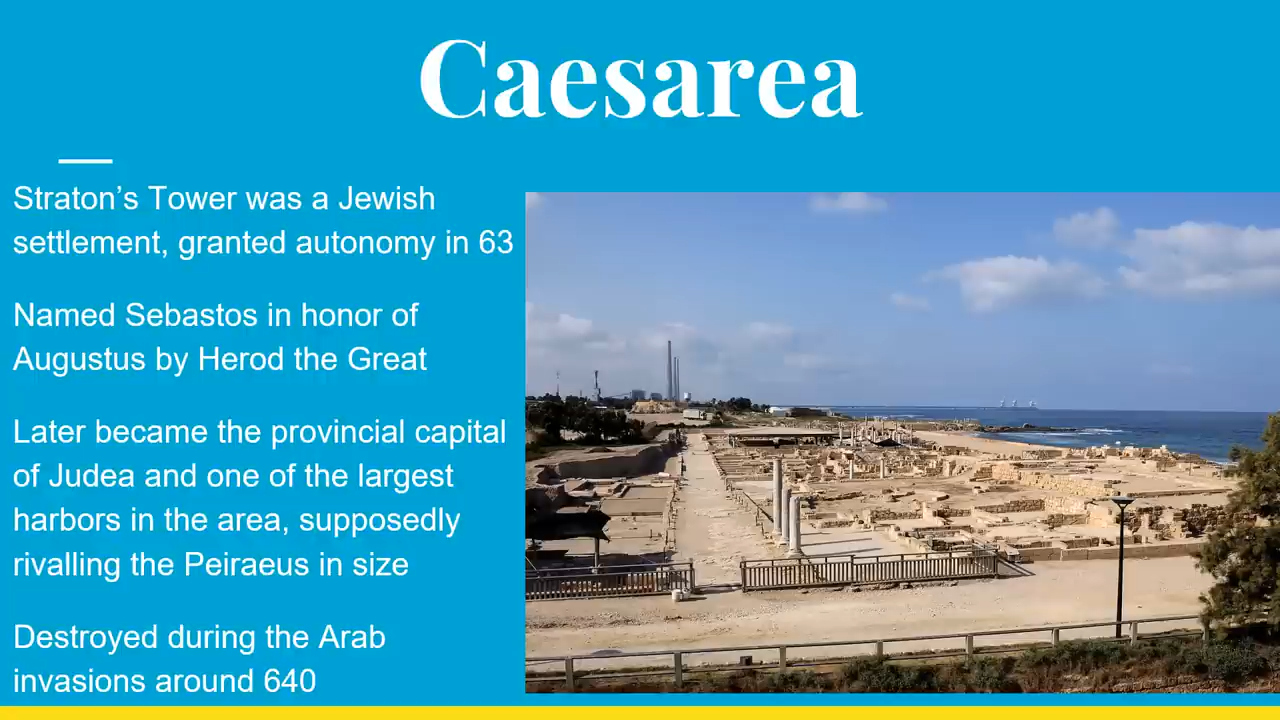 Caesarea
Straton’s Tower was a Jewish
settlement, granted autonomy in 63
Named Sebastos in honor of
Augustus by Herod the Great
Later became the provincial capital
of Judea and one of the largest
harbors in the area, supposedly
rivalling the Peiraeus in size
Destroyed during the Arab
invasions around 640